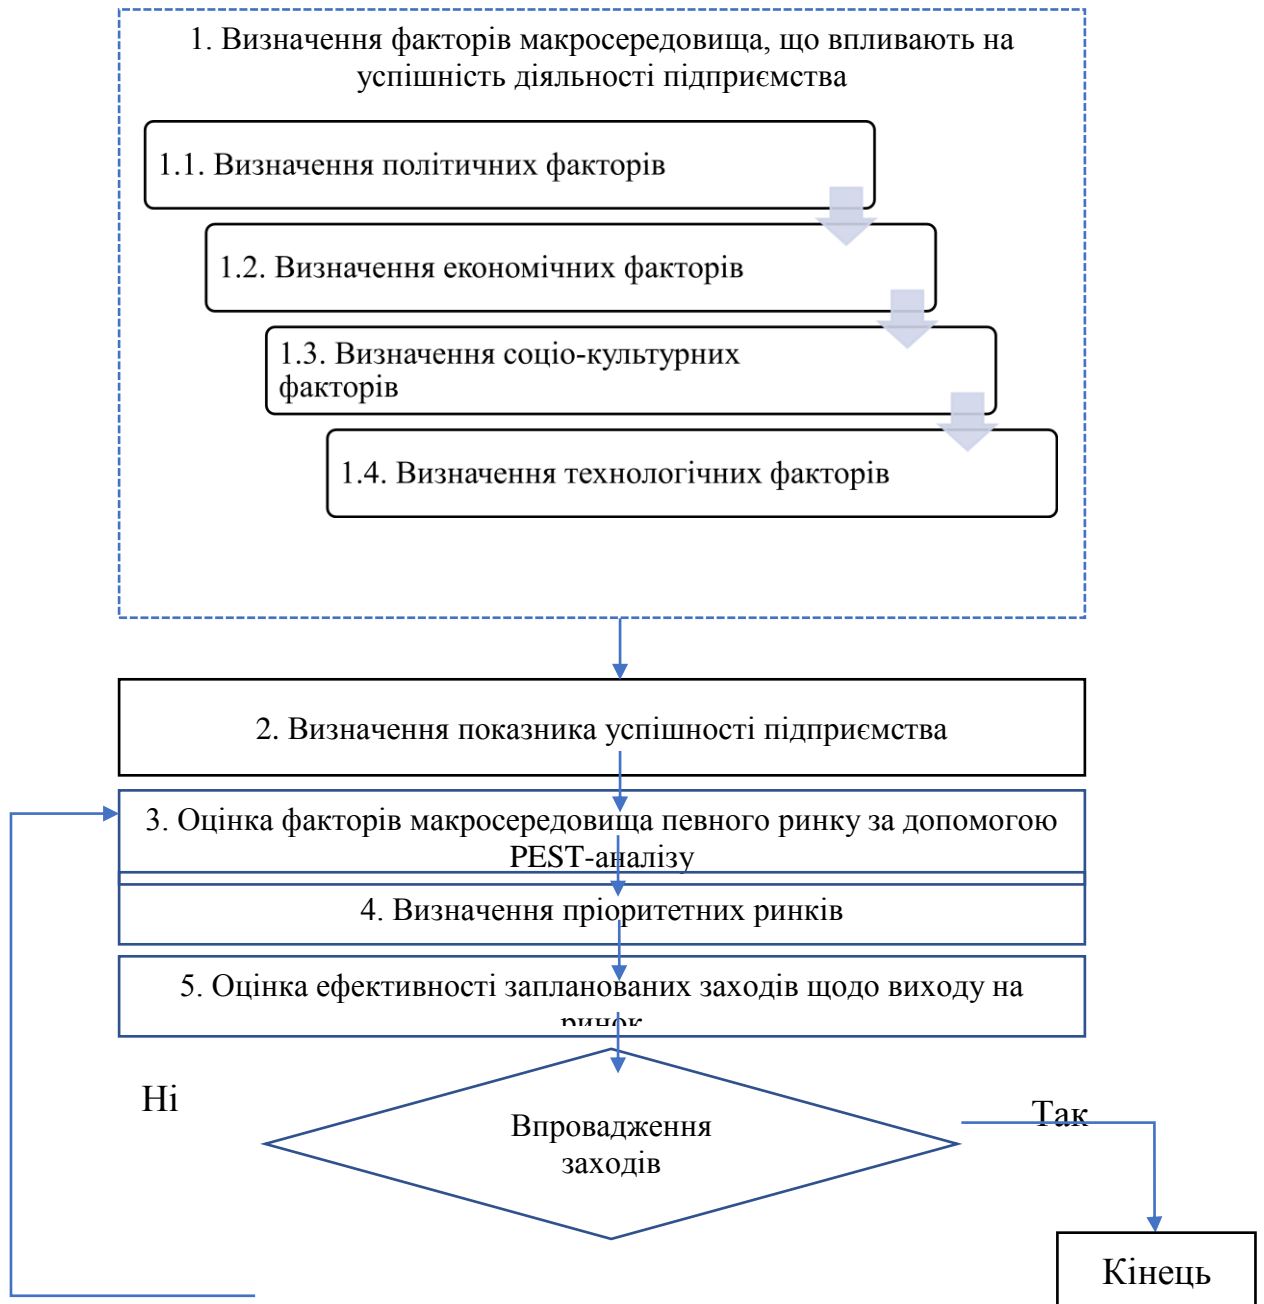 1. Визначення факторів макросередовища, що впливають на
успішність діяльності підприємства
1.1. Визначення політичних факторів
1.2. Визначення економічних факторів
1.3. Визначення соціо-культурних
факторів
1.4. Визначення технологічних факторів
2. Визначення показника успішності підприємства
3. Оцінка факторів макросередовища певного ринку за допомогою
PEST-аналізу
4. Визначення пріоритетних ринків
5. Оцінка ефективності запланованих заходів щодо виходу на
ринок
Ні
Так
Впровадження
заходів
Кінець